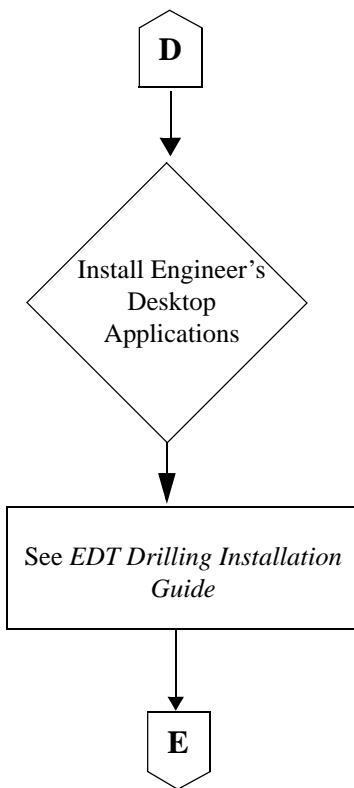 D
Install Engineer’s
Desktop
Applications
See EDT Drilling Installation
Guide
E